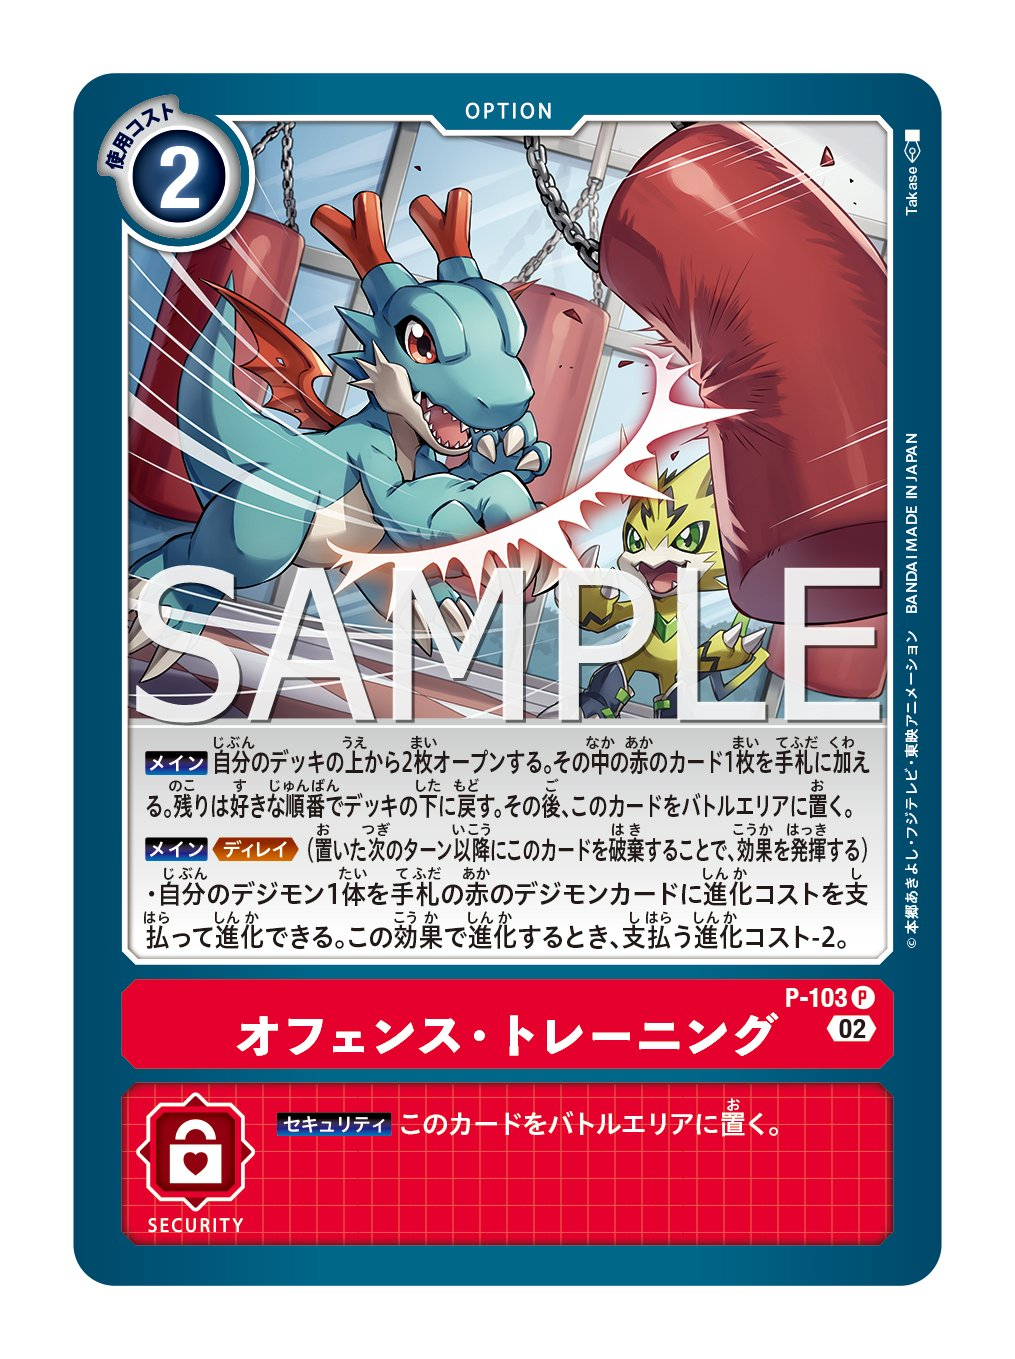 OPTION
使用コスト
2
Takase
SAMPLE
メイン 自分のデッキの上から2枚オープンする。その中の赤のカード1枚を手札に加え
る。残りは好きな順番でデッキの下に戻す。その後、このカードをバトルエリアに置く。
メイン ディレイ (置いた次のターン以降にこのカードを破棄することで、効果を発揮する)
・自分のデジモン1体を手札の赤のデジモンカードに進化コストを支
払って進化できる。この効果で進化するとき、支払う進化コスト-2。
©本郷あきよし・フジテレビ・東映アニメーション BANDAI MADE IN JAPAN
P-103 P
オフェンス・トレーニング
02
セキュリティ このカードをバトルエリアに置く。
SECURITY